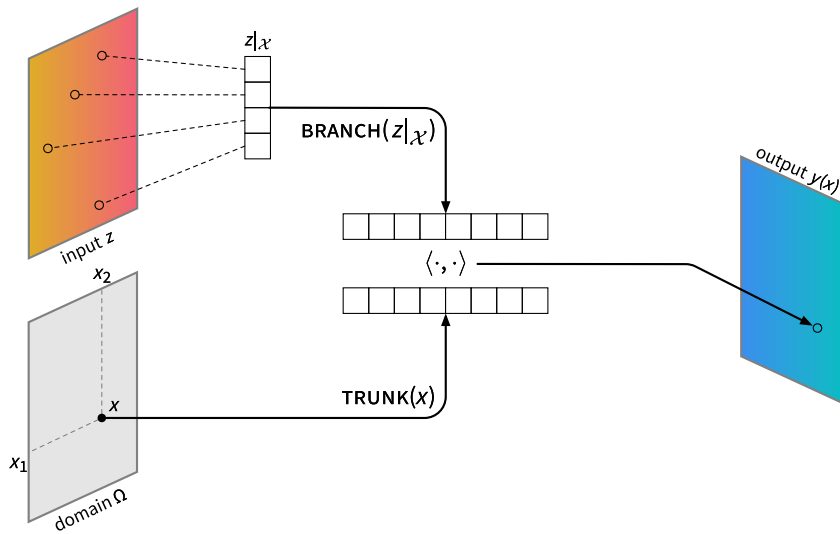 z|𝒳
BRANCH(z|𝒳)
input z
output y(x)
⟨·,·⟩
x₂
x
TRUNK(x)
x₁
domain Ω